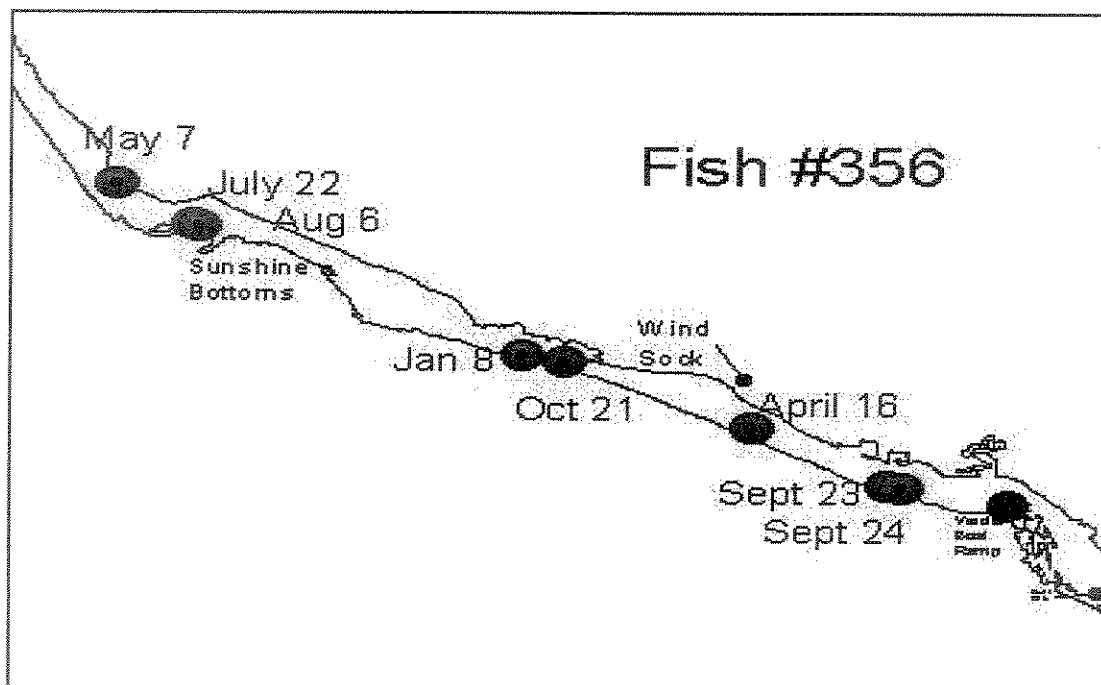 Fish #356
May 7
July 22
Aug 6
Sunshine
Bottoms
Wind
Sock
Jan 8
Oct 21
April 16
Sept 23
Sept 24
Ramp